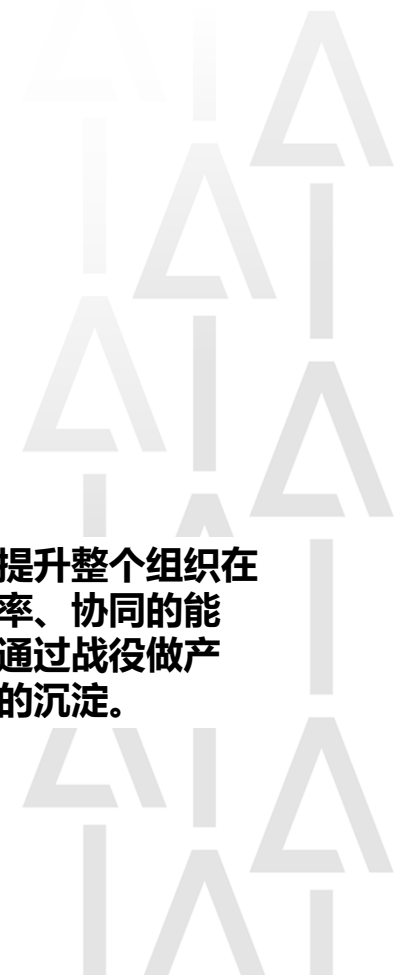 提升整个组织在
率、协同的能
通过战役做产
的沉淀。